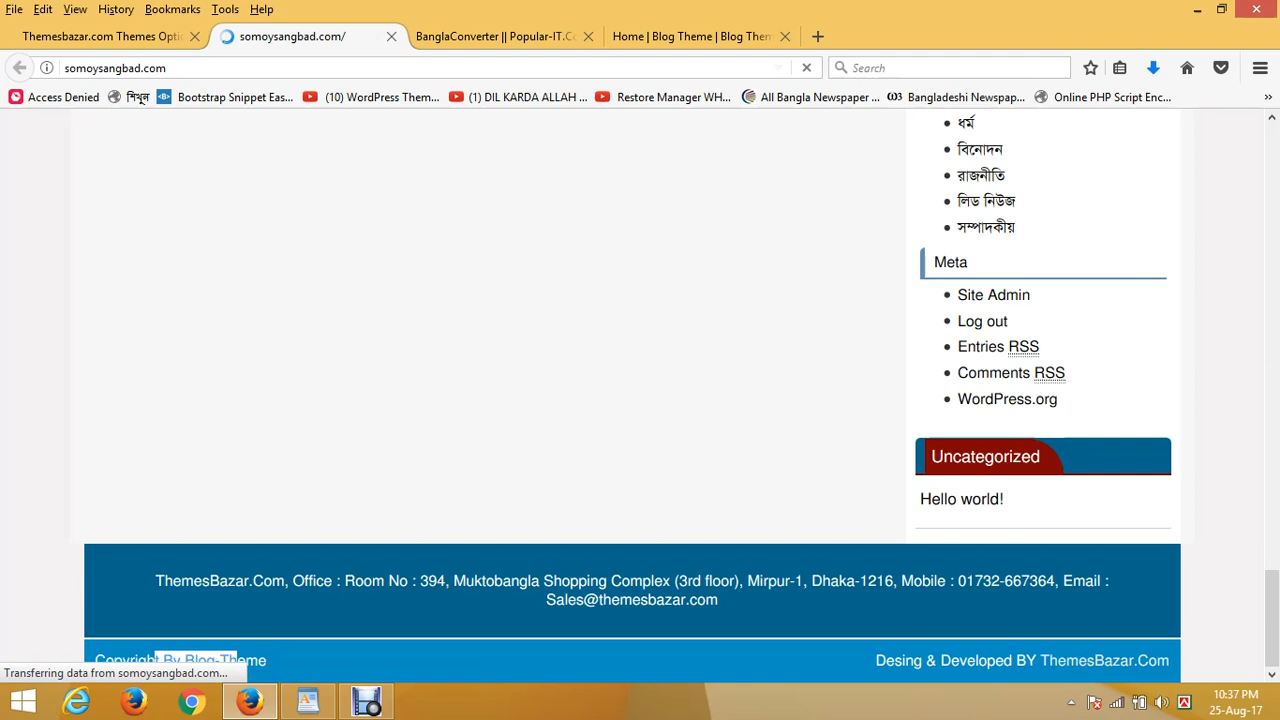 File Edit View History Bookmarks Tools Help
Themesbazar.com Themes Opti somoysangbad.com/ BanglaConverter || Popular-IT.Co Home | Blog Theme | Blog Them
somoysangbad.com Search
Access Denied শিখুন Bootstrap Snippet Eas... (10) WordPress Them... (1) DIL KARDA ALLAH ... Restore Manager WH... All Bangla Newspaper ... Bangladeshi Newspap... Online PHP Script Enc...
ধর্ম
বিনোদন
রাজনীতি
লিড নিউজ
সম্পাদকীয়
Meta
Site Admin
Log out
Entries RSS
Comments RSS
WordPress.org
Uncategorized
Hello world!
ThemesBazar.Com, Office : Room No : 394, Muktobangla Shopping Complex (3rd floor), Mirpur-1, Dhaka-1216, Mobile : 01732-667364, Email :
Sales@themesbazar.com
Copyright By Blog-Theme Desing & Developed BY ThemesBazar.Com
Transferring data from somoysangbad.com...
10:37 PM
25-Aug-17